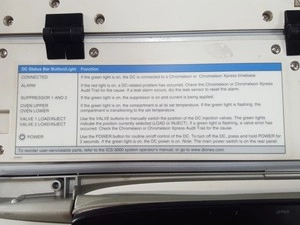 DC Status Bar Button/Light Function
CONNECTED If the green light is on, the DC is connected to a Chromeleon or Chromeleon Xpress timebase.
ALARM If the red light is on, a DC-related problem has occurred. Check the Chromeleon or Chromeleon Xpress
Audit Trail for the cause. If a leak alarm occurs, dry the leak sensor to reset the alarm.
SUPPRESSOR 1 AND 2 If the green light is on, the suppressor is on and current is being applied.
OVEN UPPER If the green light is on, the compartment is at its set temperature. If the green light is flashing, the
OVEN LOWER compartment is transitioning to the set temperature.
VALVE 1 LOAD/INJECT Use the VALVE buttons to manually switch the position of the DC injection valves. The green lights
VALVE 2 LOAD/INJECT indicate the position currently selected (LOAD or INJECT). If a green light is flashing, a valve error has
occurred. Check the Chromeleon or Chromeleon Xpress Audit Trail for the cause.
POWER Use the POWER button for routine on/off control of the DC. To turn off the DC, press and hold POWER for
2 seconds. If the green light is on, the DC power is on. Note: The main power switch is on the rear panel.
To reorder user-serviceable parts, refer to the ICS-3000 system operator's manual, or go to www.dionex.com.